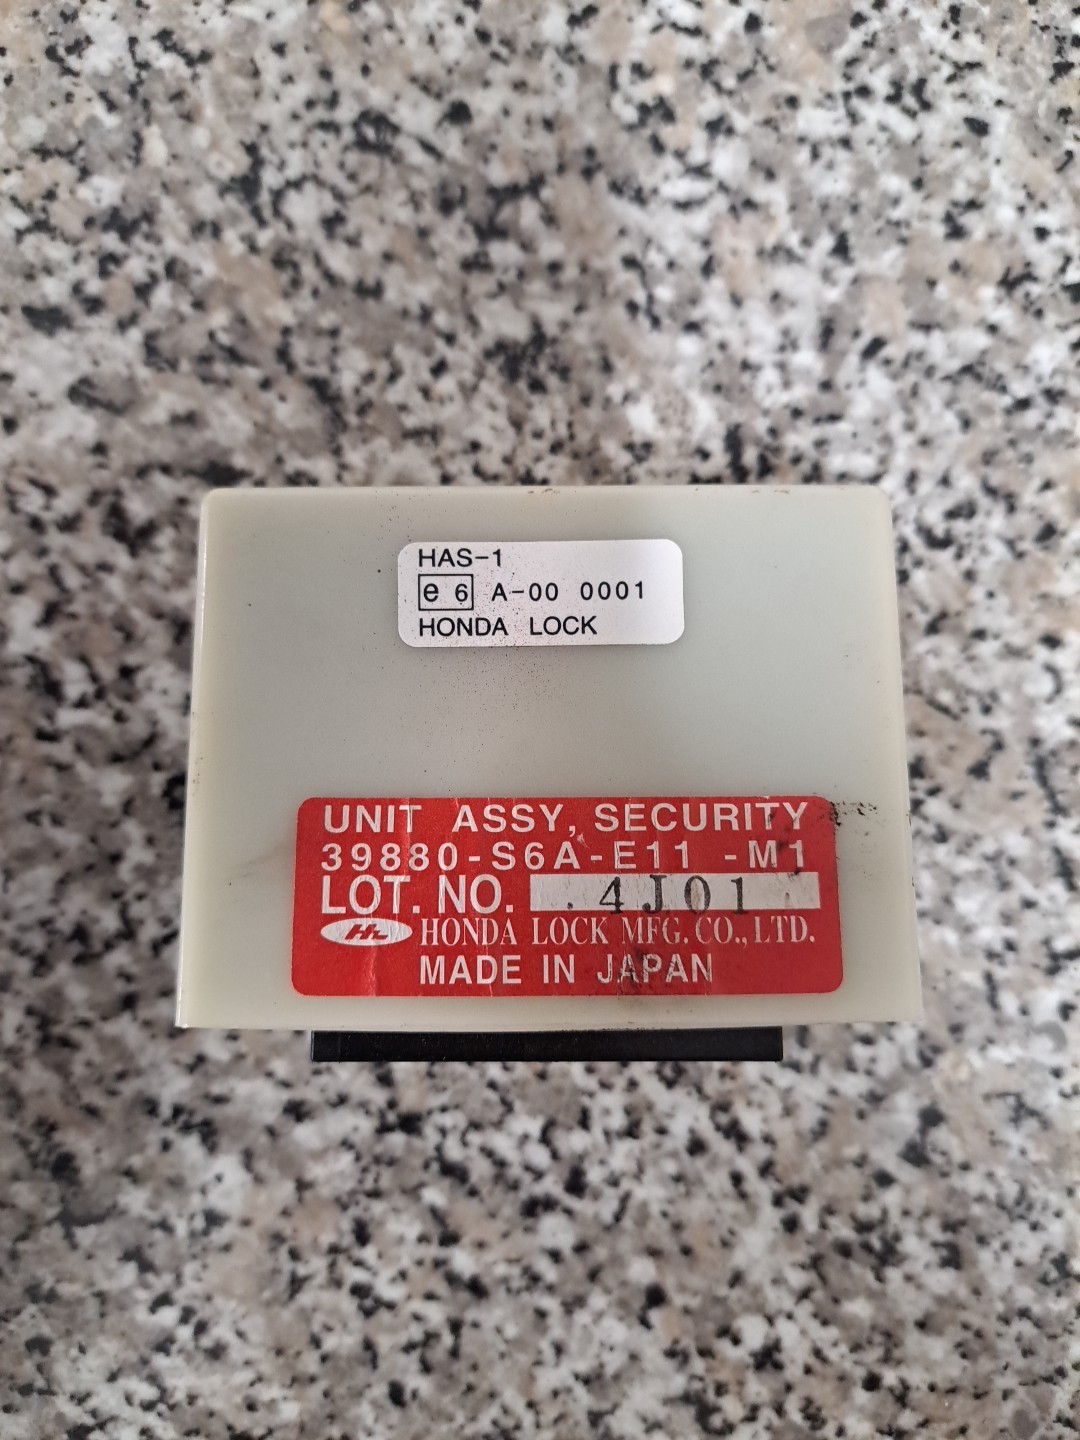 HAS-1
e 6 A-00 0001
HONDA LOCK
UNIT ASSY, SECURITY
39880-S6A-E11 -M1
LOT. NO. 4J01
HL HONDA LOCK MFG. CO., LTD.
MADE IN JAPAN